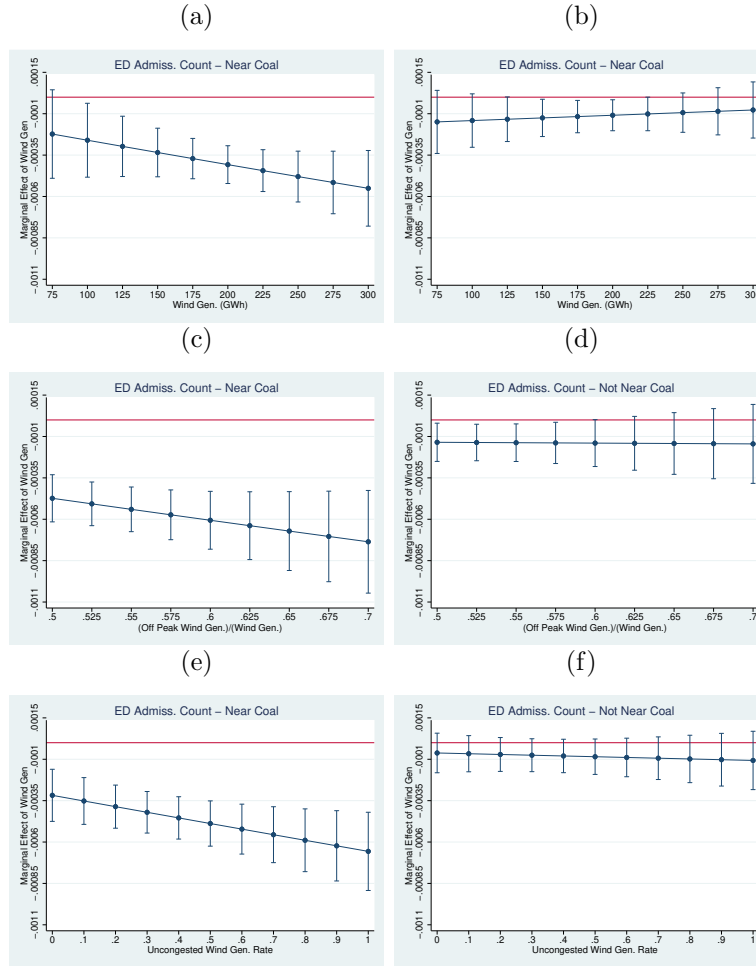 (a)
(b)
ED Admiss. Count − Near Coal
ED Admiss. Count − Near Coal
Marginal Effect of Wind Gen
−.0011 −.00085 −.0006 −.00035 −.0001 .00015
75 100 125 150 175 200 225 250 275 300
Wind Gen. (GWh)
Marginal Effect of Wind Gen
−.0011 −.00085 −.0006 −.00035 −.0001 .00015
75 100 125 150 175 200 225 250 275 300
Wind Gen. (GWh)
(c)
(d)
ED Admiss. Count − Near Coal
ED Admiss. Count − Not Near Coal
Marginal Effect of Wind Gen
−.0011 −.00085 −.0006 −.00035 −.0001 .00015
.5 .525 .55 .575 .6 .625 .65 .675 .7
(Off Peak Wind Gen.)/(Wind Gen.)
Marginal Effect of Wind Gen
−.0011 −.00085 −.0006 −.00035 −.0001 .00015
.5 .525 .55 .575 .6 .625 .65 .675 .7
(Off Peak Wind Gen.)/(Wind Gen.)
(e)
(f)
ED Admiss. Count − Near Coal
ED Admiss. Count − Not Near Coal
Marginal Effect of Wind Gen
−.0011 −.00085 −.0006 −.00035 −.0001 .00015
0 .1 .2 .3 .4 .5 .6 .7 .8 .9 1
Uncongested Wind Gen. Rate
Marginal Effect of Wind Gen
−.0011 −.00085 −.0006 −.00035 −.0001 .00015
0 .1 .2 .3 .4 .5 .6 .7 .8 .9 1
Uncongested Wind Gen. Rate